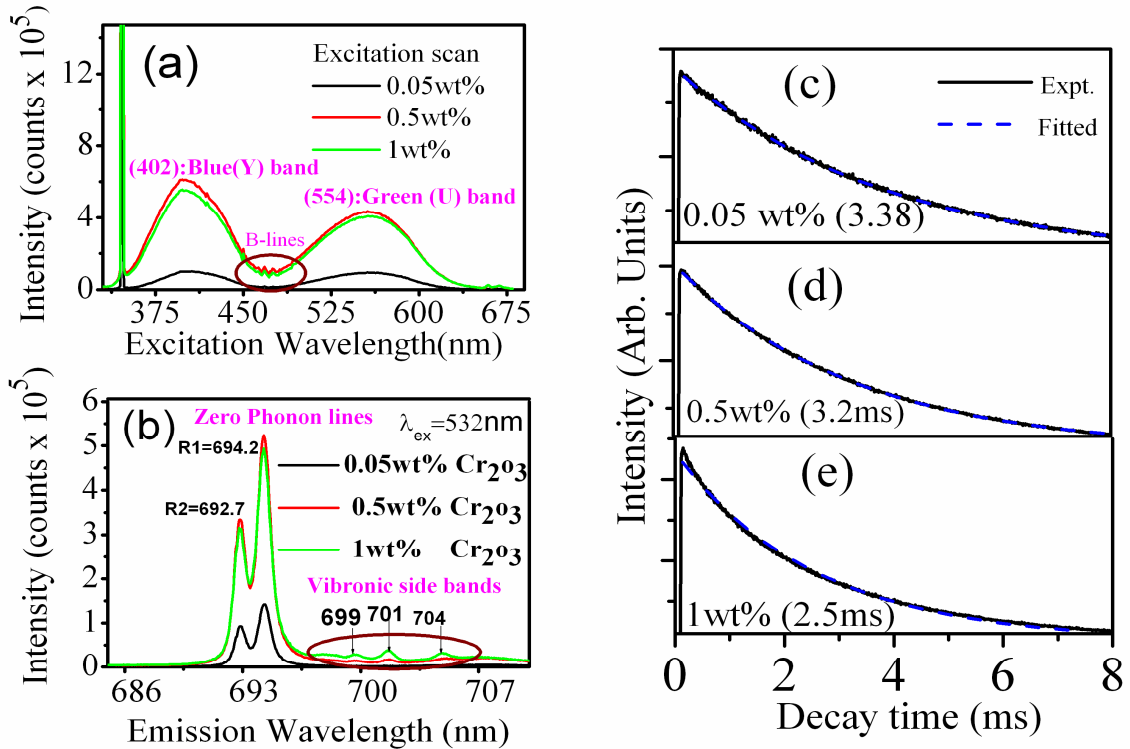 (a)
Excitation scan
0.05wt%
0.5wt%
1wt%
(402):Blue(Y) band
(554):Green (U) band
B-lines
Intensity (counts x 10^5)
12
8
4
0
375
450
525
600
675
Excitation Wavelength(nm)
(b)
Zero Phonon lines
λex=532nm
R1=694.2
R2=692.7
0.05wt% Cr2o3
0.5wt% Cr2o3
1wt% Cr2o3
Vibronic side bands
699
701
704
Intensity (counts x 10^5)
6
5
4
3
2
1
0
686
693
700
707
Emission Wavelength (nm)
(c)
Expt.
Fitted
0.05 wt% (3.38)
(d)
0.5wt% (3.2ms)
(e)
1wt% (2.5ms)
Intensity (Arb. Units)
0
2
4
6
8
Decay time (ms)